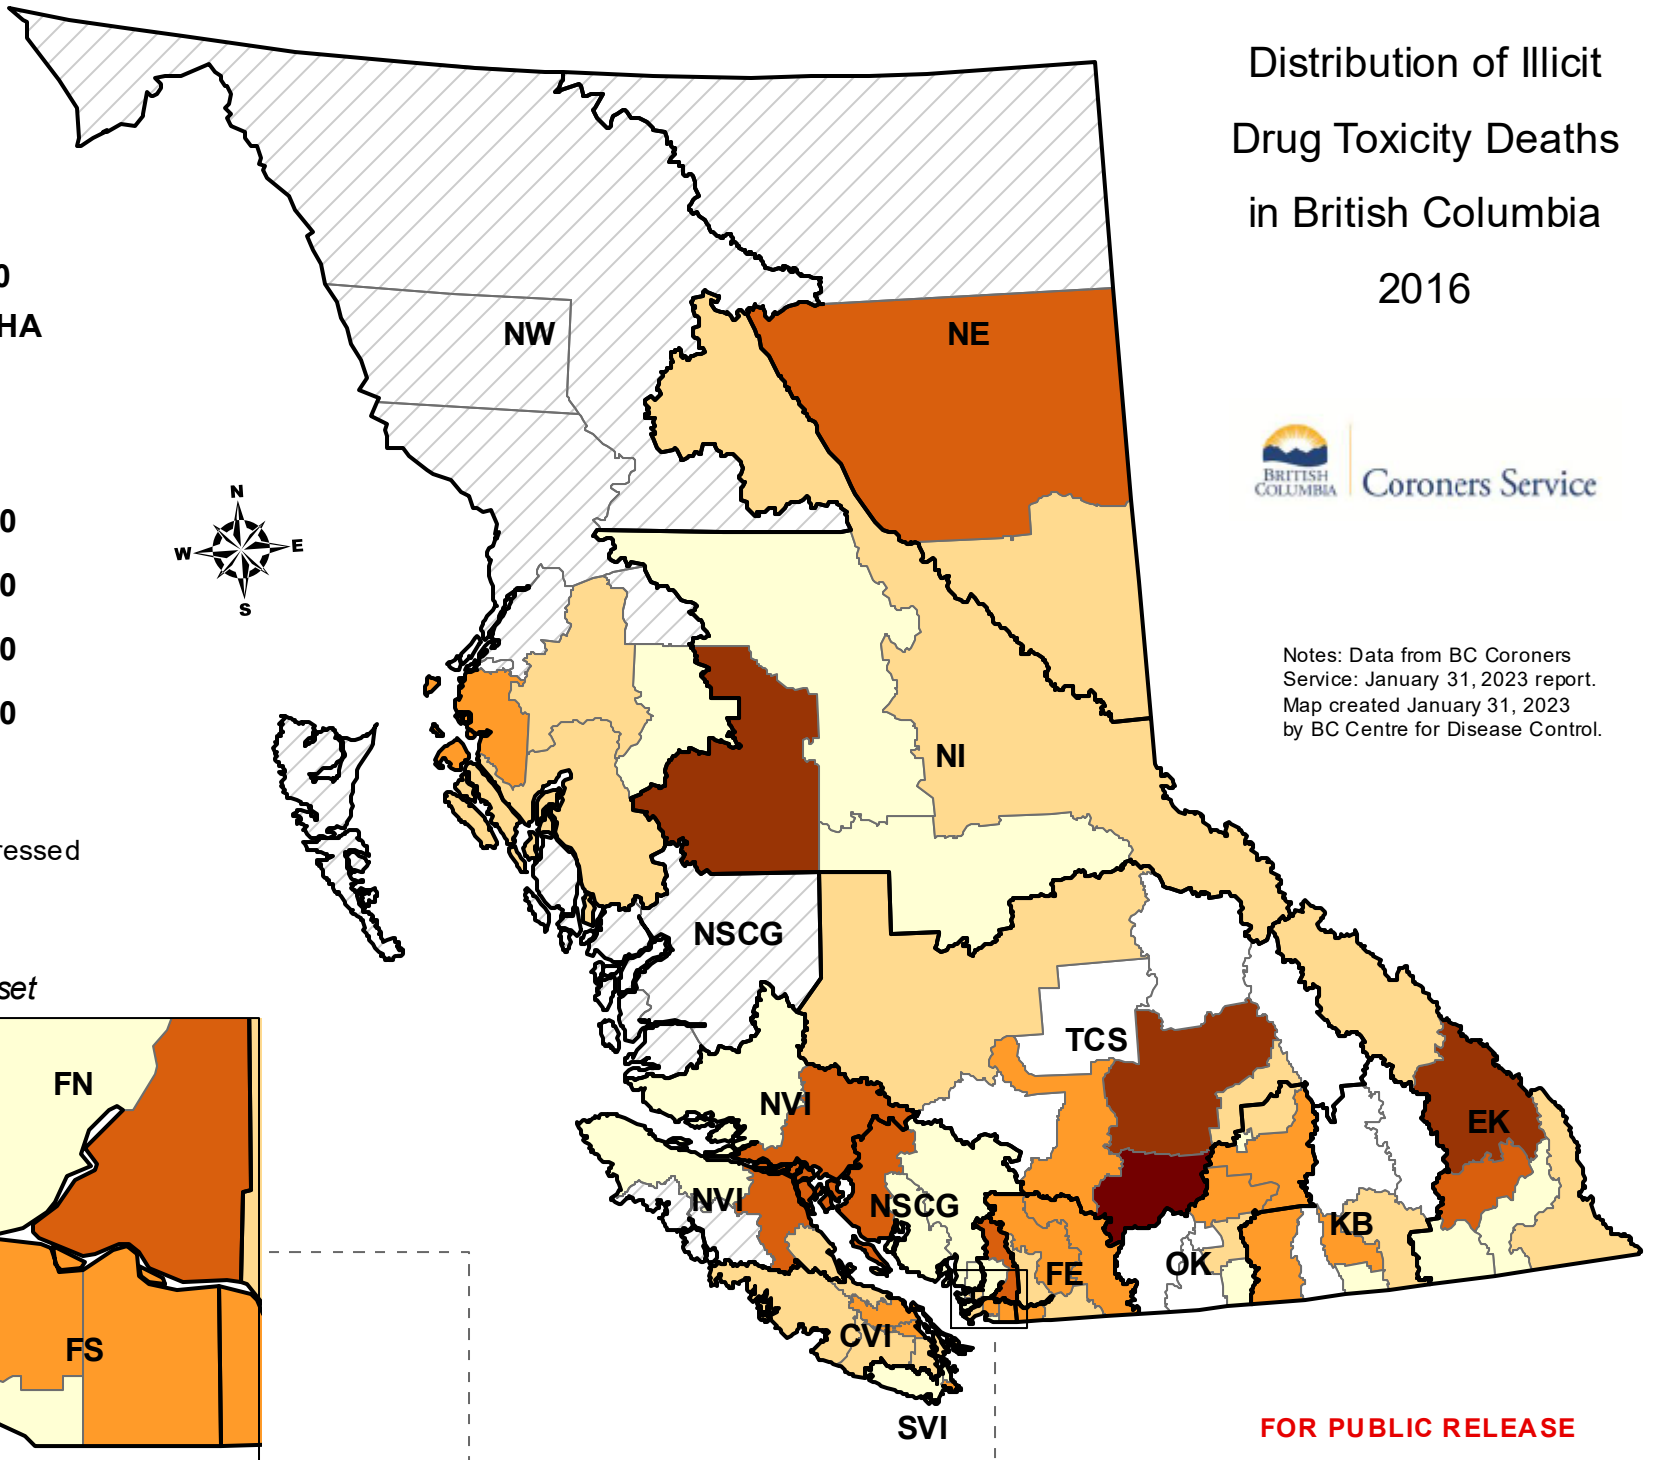 Distribution of Illicit
Drug Toxicity Deaths
in British Columbia
2016
0
HA
NW
NE
BRITISH
COLUMBIA
Coroners Service
N
W
E
S
0
0
0
0
Notes: Data from BC Coroners
Service: January 31, 2023 report.
Map created January 31, 2023
by BC Centre for Disease Control.
NI
ressed
NSCG
set
TCS
FN
NVI
EK
NVI
NSCG
KB
OK
FE
CVI
FS
SVI
FOR PUBLIC RELEASE